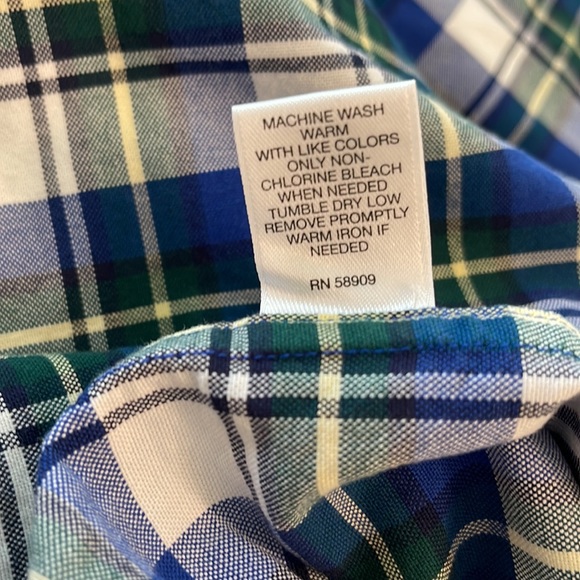 MACHINE WASH
WARM
WITH LIKE COLORS
ONLY NON-
CHLORINE BLEACH
WHEN NEEDED
TUMBLE DRY LOW
REMOVE PROMPTLY
WARM IRON IF
NEEDED
RN 58909